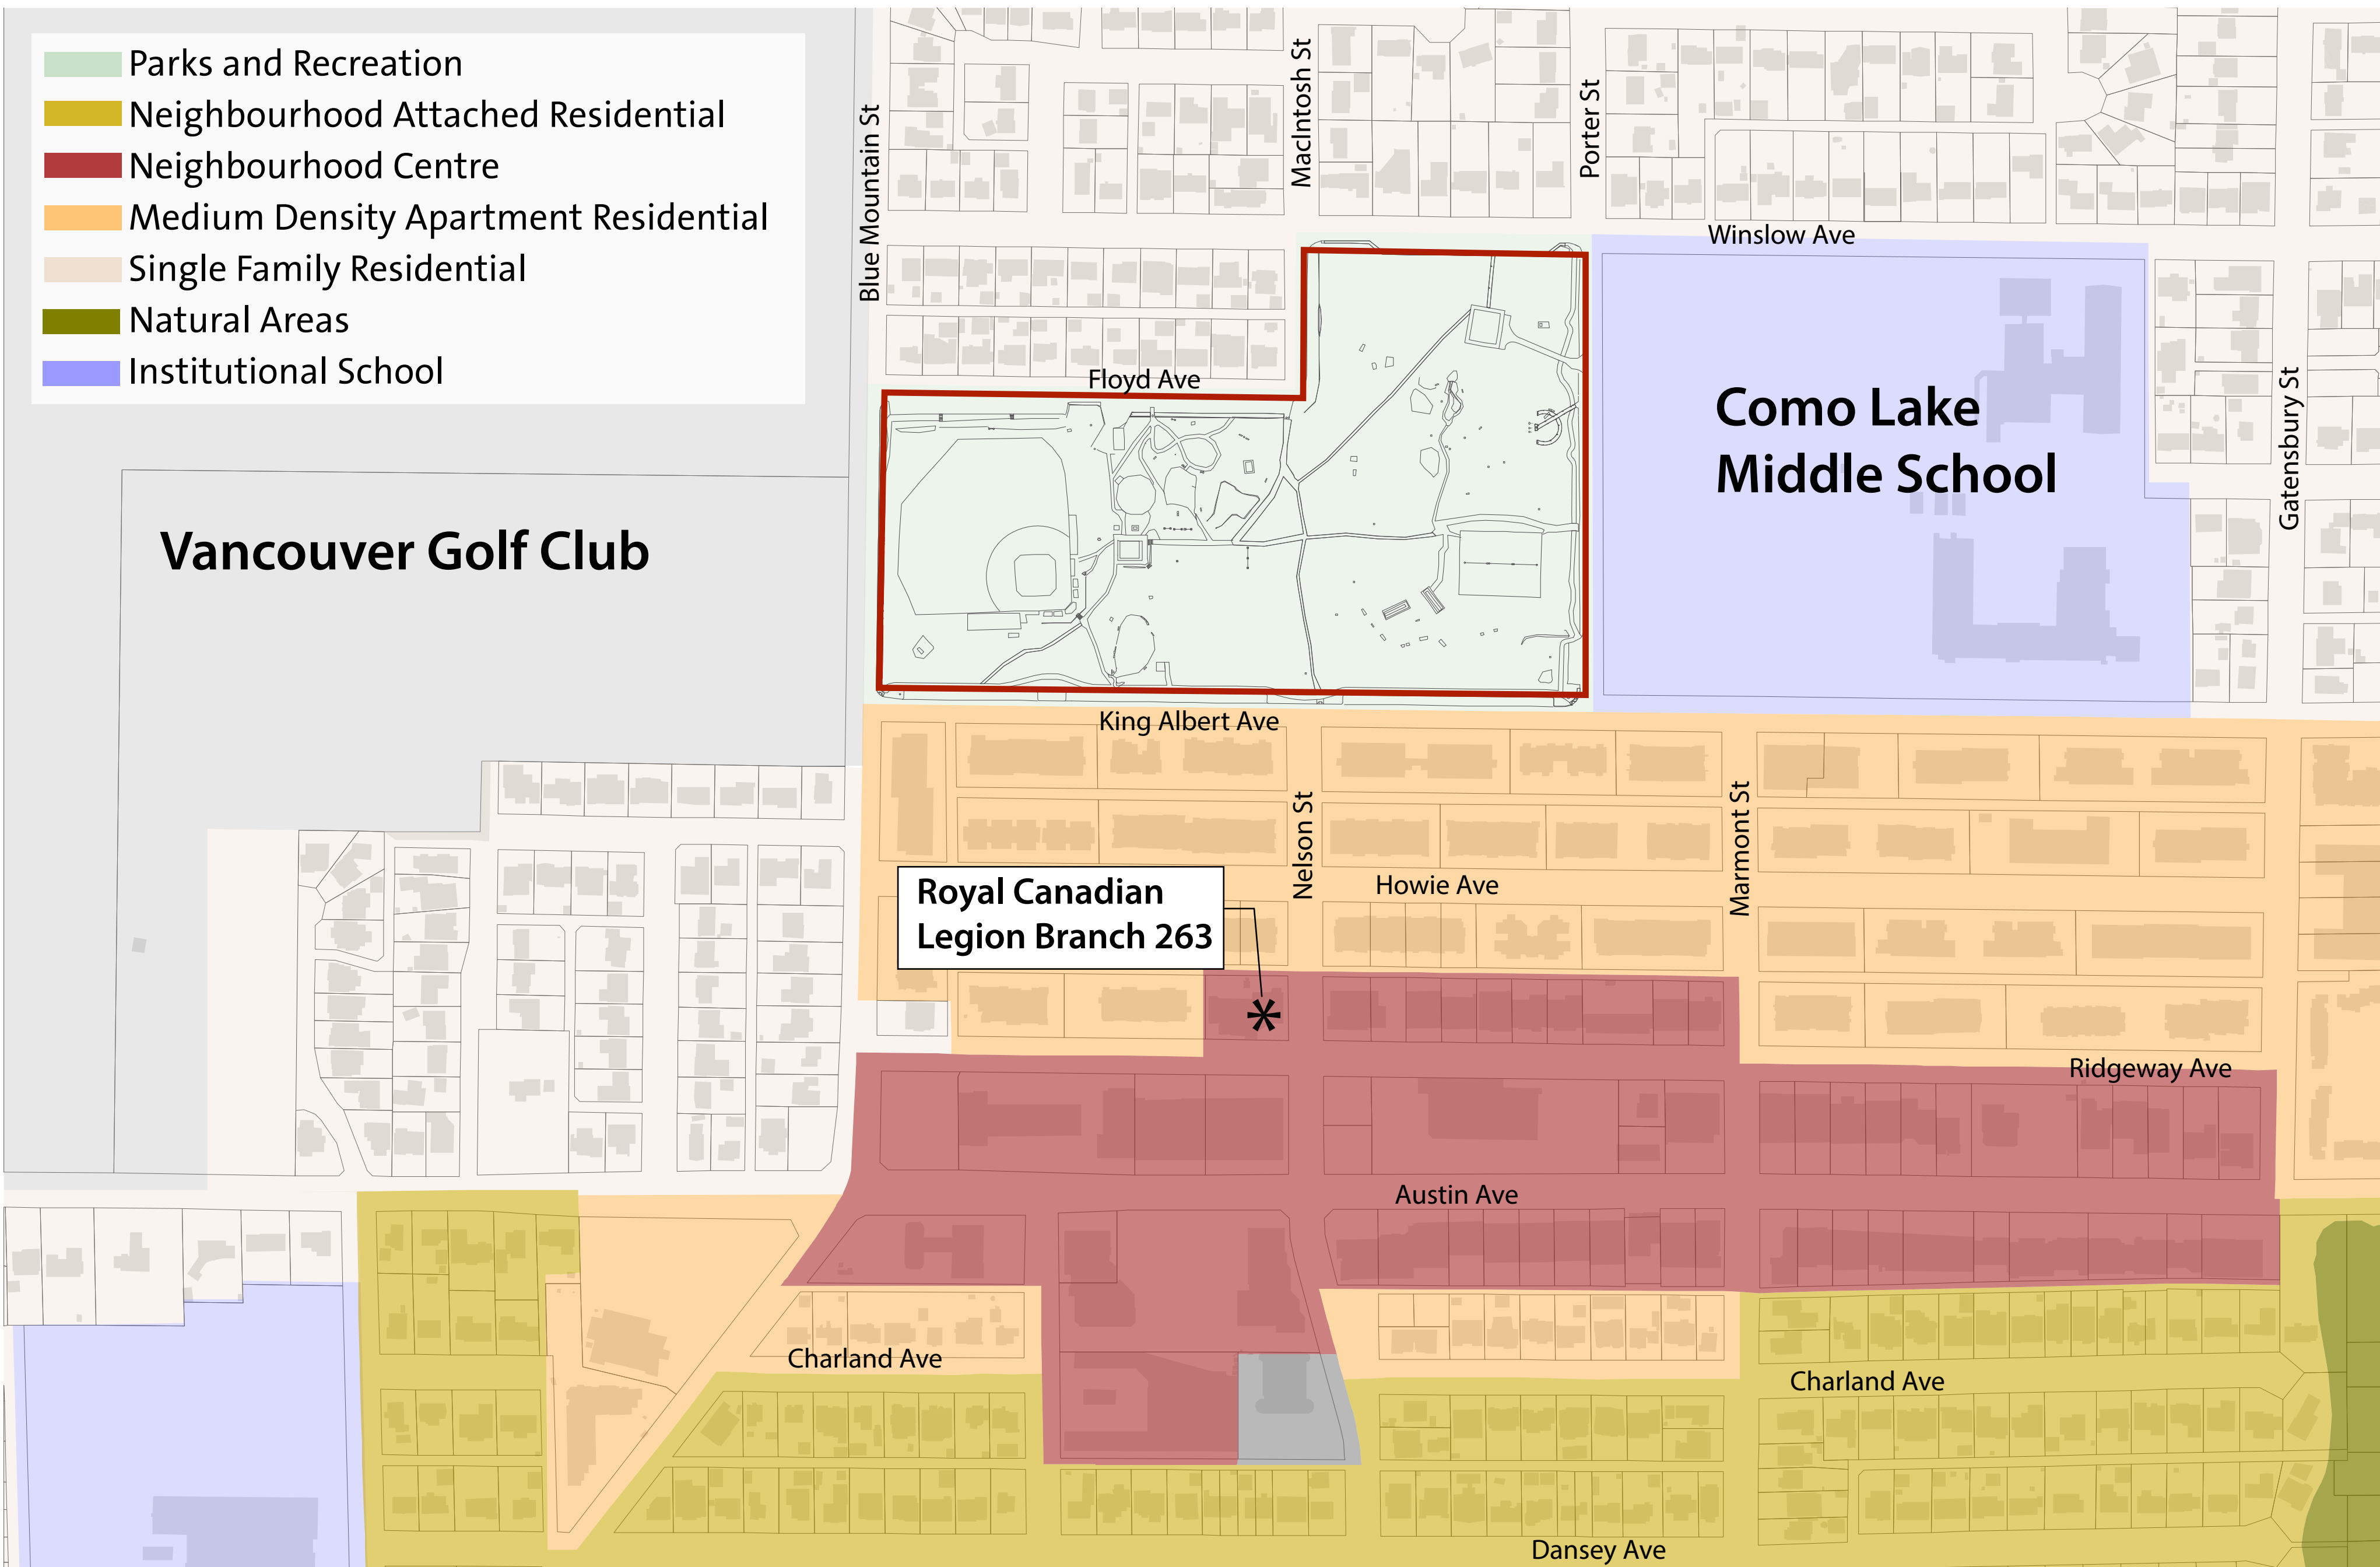 Parks and Recreation
Neighbourhood Attached Residential
Neighbourhood Centre
Medium Density Apartment Residential
Single Family Residential
Natural Areas
Institutional School
Blue Mountain St
MacIntosh St
Porter St
Winslow Ave
Floyd Ave
Gatensbury St
Como Lake
Middle School
Vancouver Golf Club
King Albert Ave
Nelson St
Marmont St
Howie Ave
Royal Canadian
Legion Branch 263
*
Ridgeway Ave
Austin Ave
Charland Ave
Charland Ave
Dansey Ave